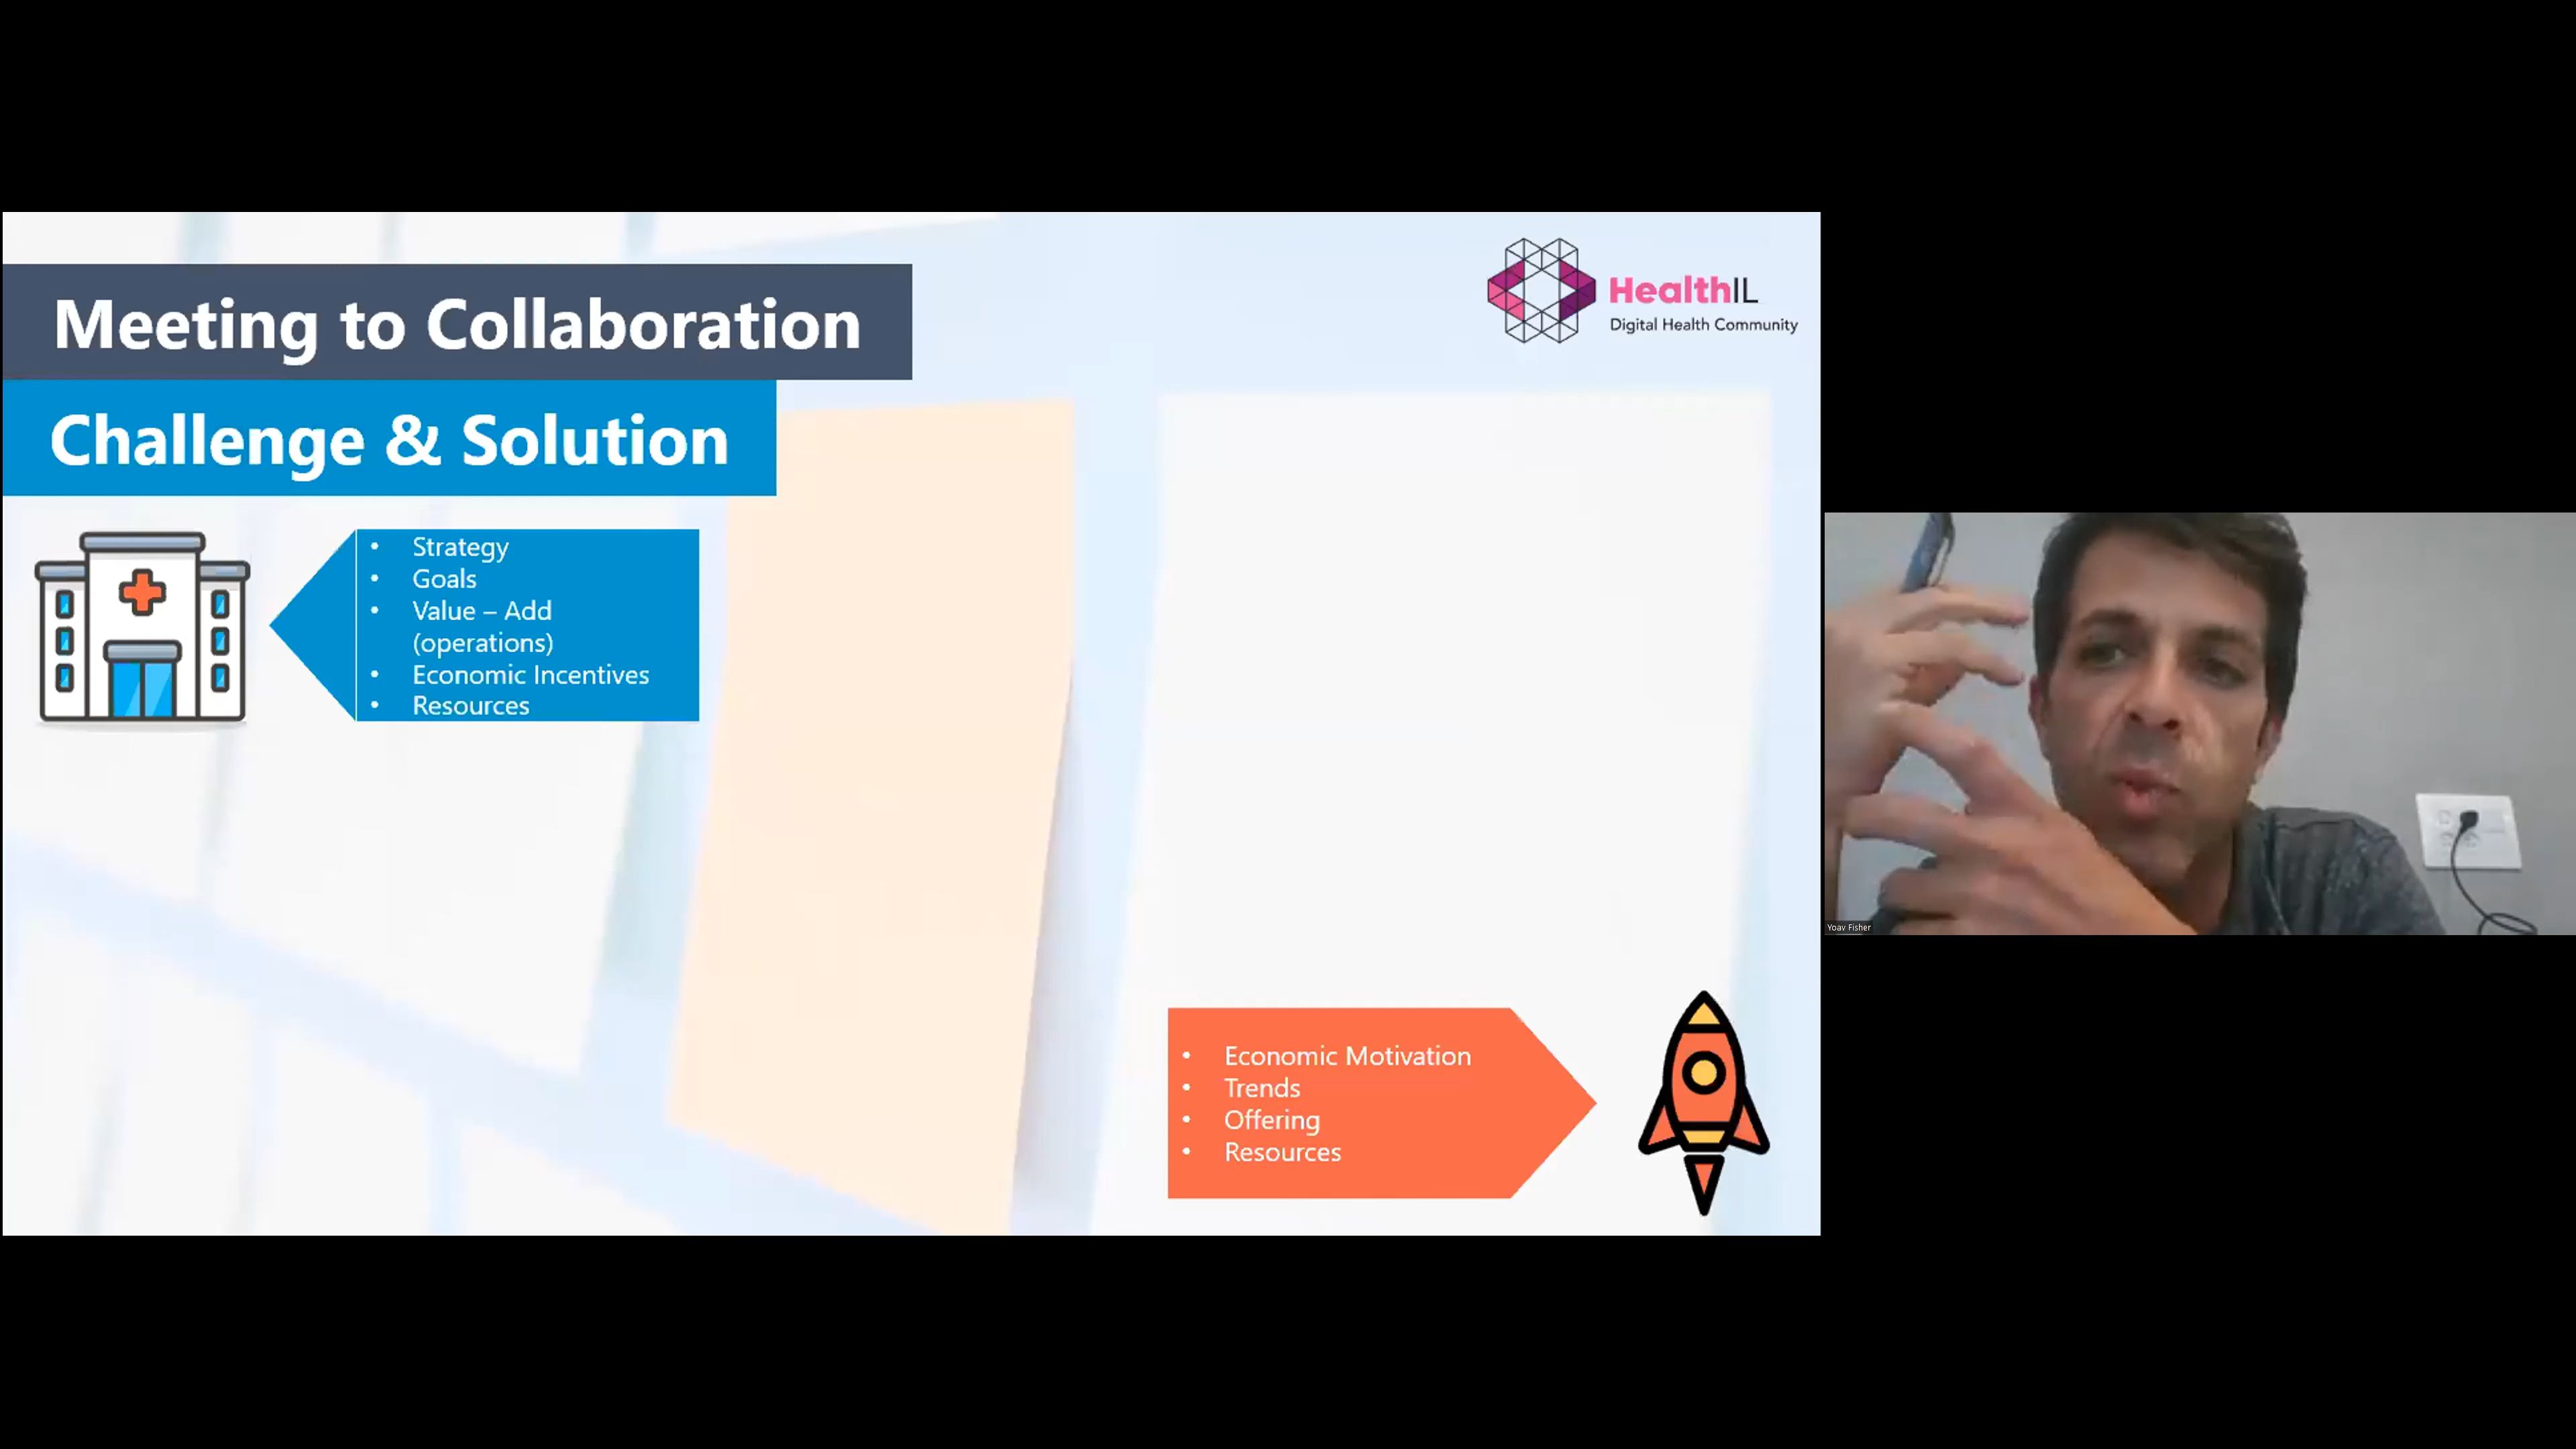 Meeting to Collaboration
HealthIL
Digital Health Community
Challenge & Solution
• Strategy
• Goals
• Value – Add
(operations)
• Economic Incentives
• Resources
Yoav Fisher
• Economic Motivation
• Trends
• Offering
• Resources